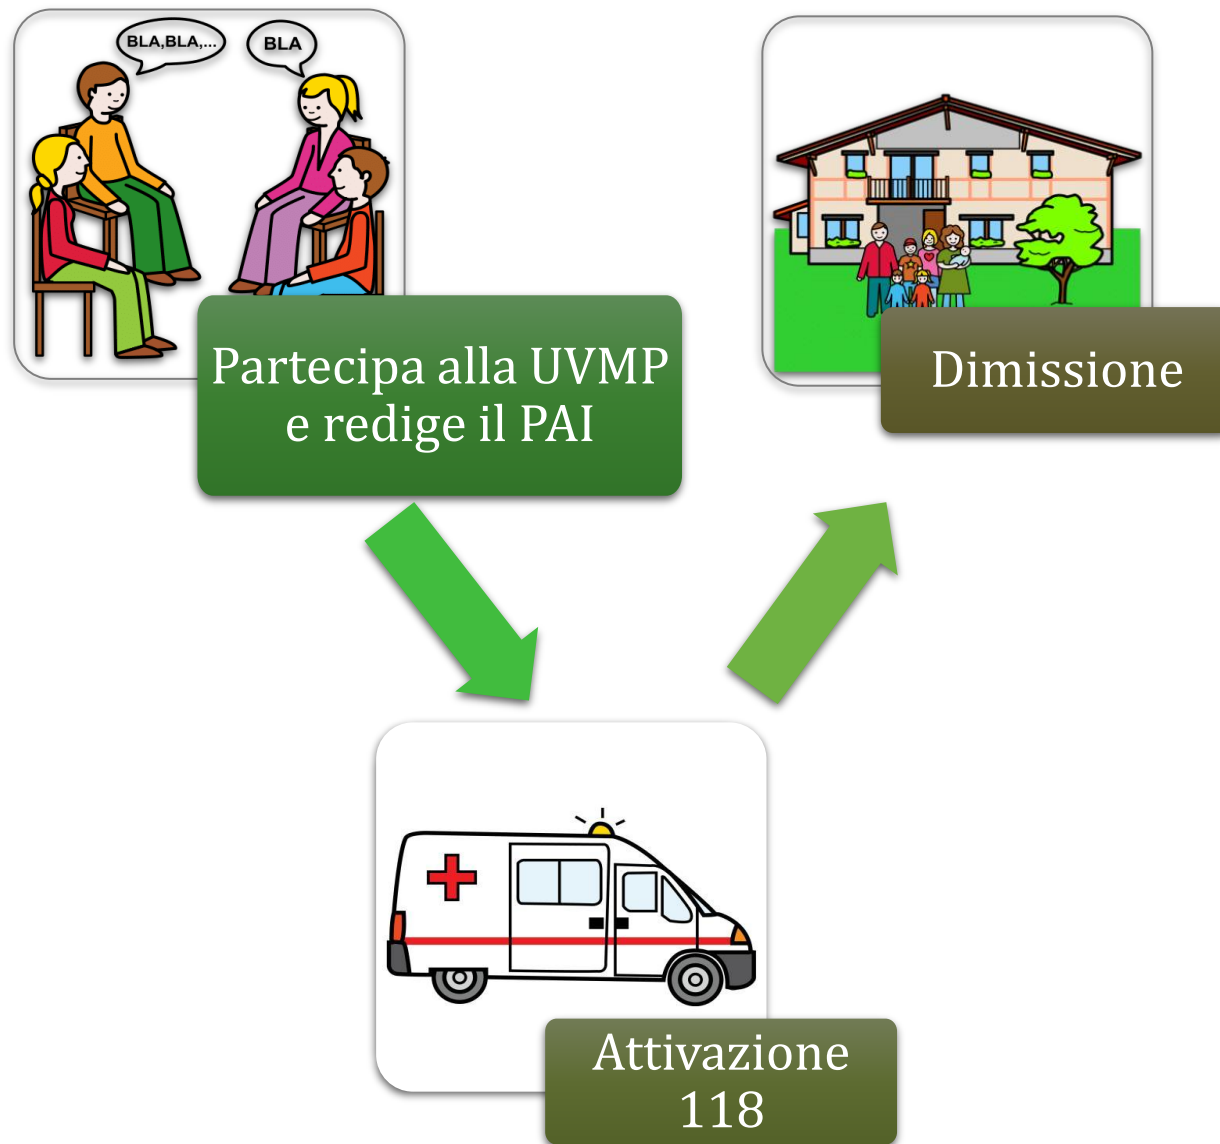 BLA,BLA,...
BLA
Partecipa alla UVMP
e redige il PAI
Dimissione
Attivazione
118